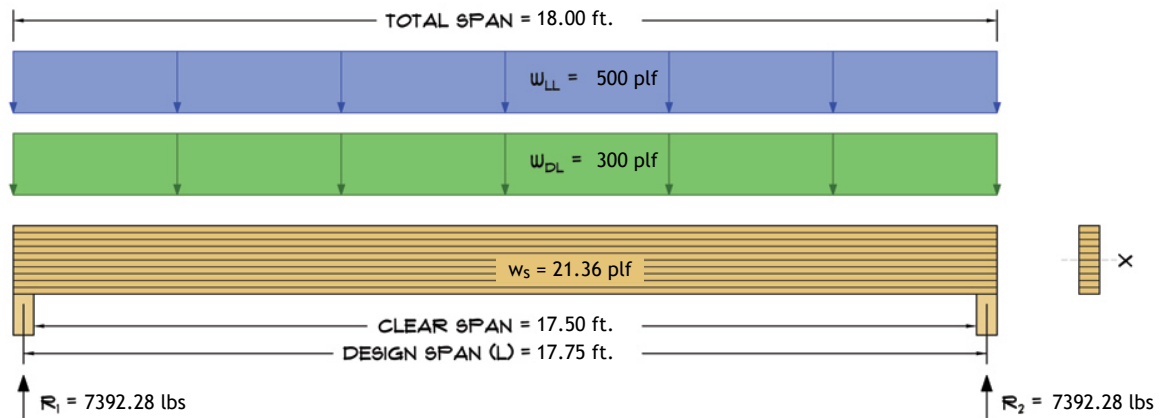 TOTAL SPAN = 18.00 ft.
WLL = 500 plf
WDL = 300 plf
ws = 21.36 plf
X
CLEAR SPAN = 17.50 ft.
DESIGN SPAN (L) = 17.75 ft.
R1 = 7392.28 lbs
R2 = 7392.28 lbs